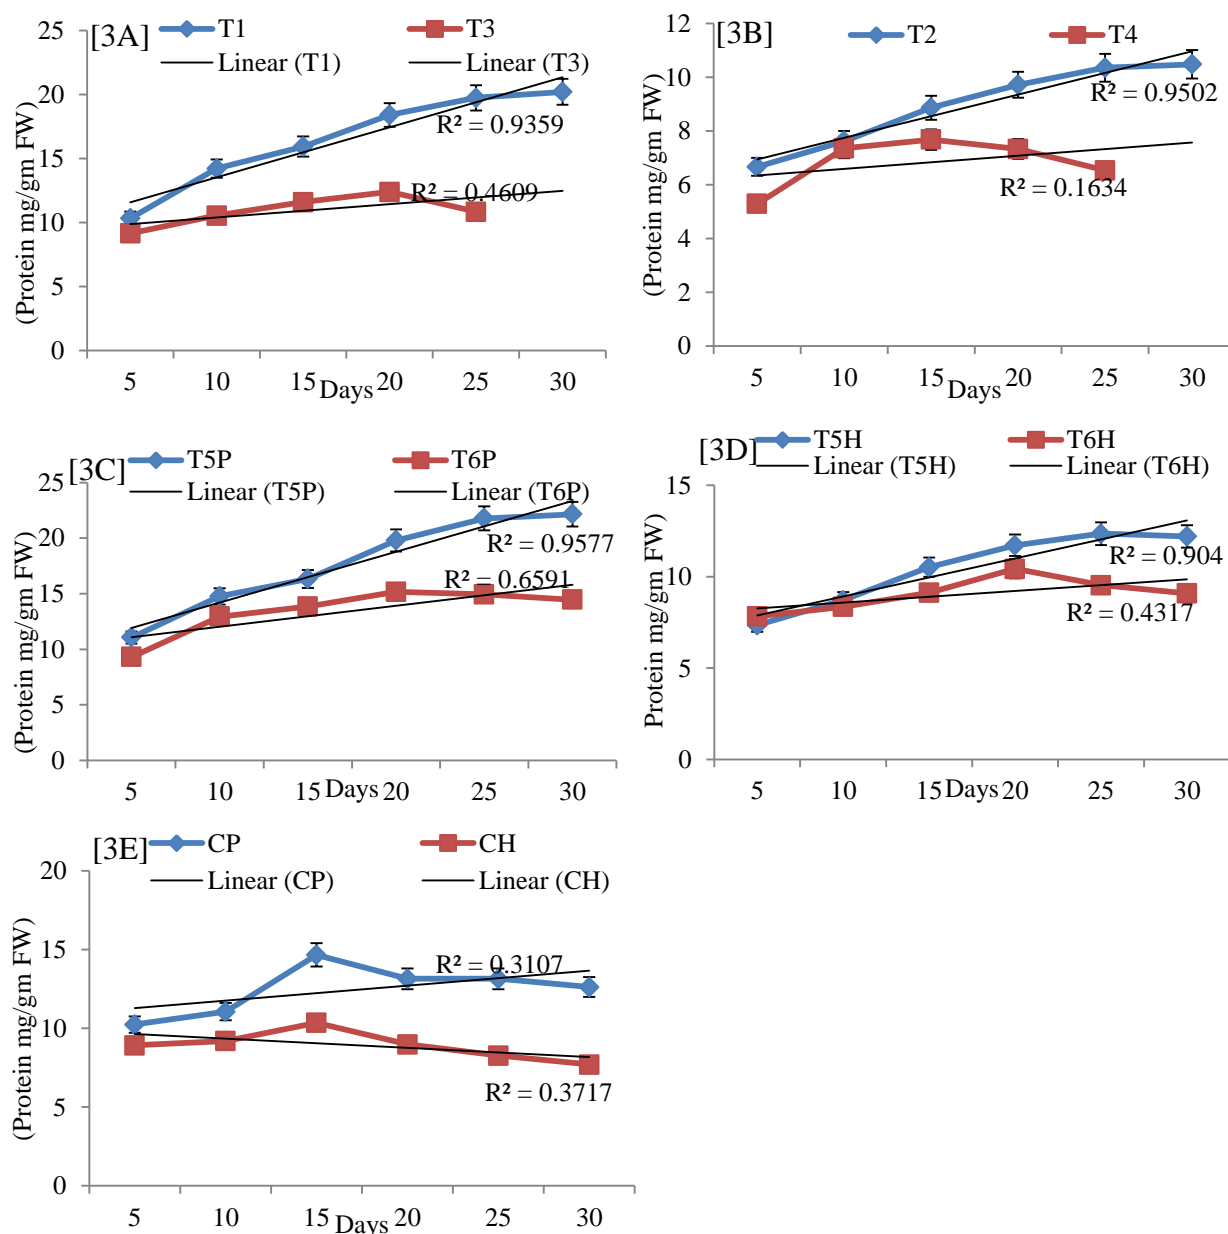 [3A]
T1
T3
Linear (T1)
Linear (T3)
(Protein mg/gm FW)
25
20
15
10
5
0
R² = 0.9359
R² = 0.4609
5 10 15 20 25 30
Days
[3B]
T2
T4
(Protein mg/gm FW)
12
10
8
6
4
2
0
R² = 0.9502
R² = 0.1634
5 10 15 20 25 30
Days
[3C]
T5P
T6P
Linear (T5P)
Linear (T6P)
(Protein mg/gm FW)
25
20
15
10
5
0
R² = 0.9577
R² = 0.6591
5 10 15 20 25 30
Days
[3D]
T5H
T6H
Linear (T5H)
Linear (T6H)
Protein mg/gm FW)
15
10
5
0
R² = 0.904
R² = 0.4317
5 10 15 20 25 30
Days
[3E]
CP
CH
Linear (CP)
Linear (CH)
(Protein mg/gm FW)
20
15
10
5
0
R² = 0.3107
R² = 0.3717
5 10 15 20 25 30
Days